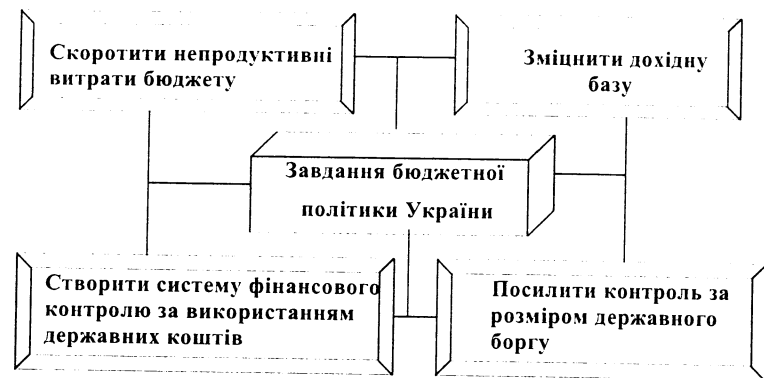 Скоротити непродуктивні
витрати бюджету
Зміцнити дохідну
базу
Завдання бюджетної
політики України
Створити систему фінансового
контролю за використанням
державних коштів
Посилити контроль за
розміром державного
боргу